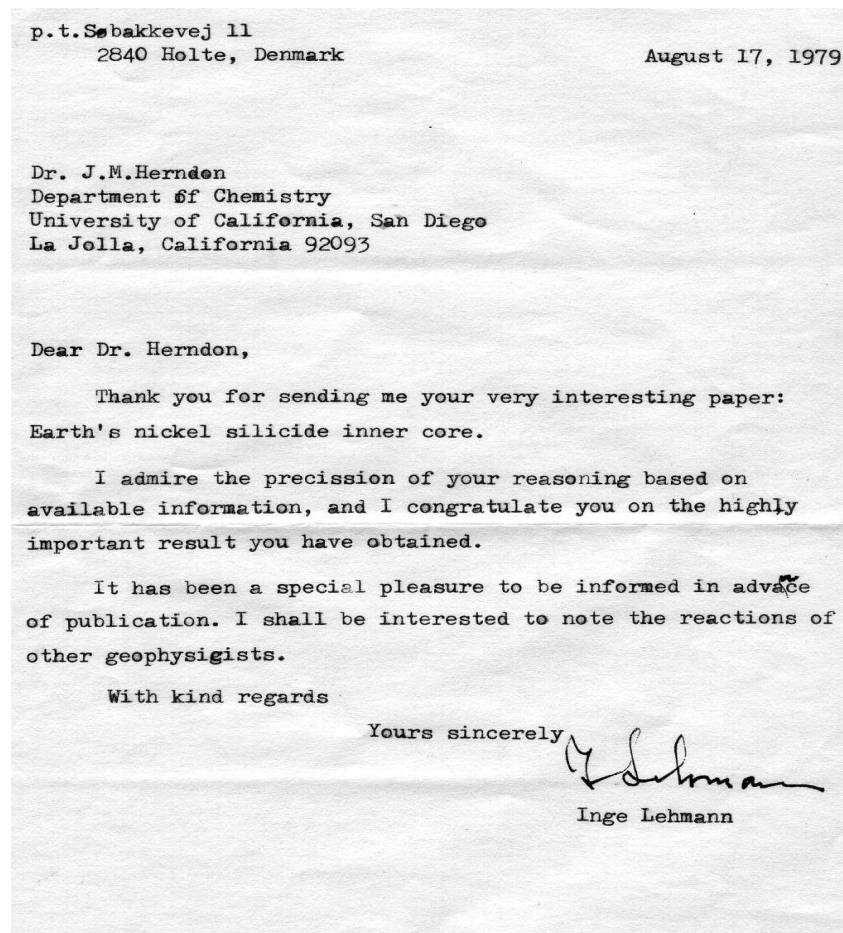 p.t.Søbakkevej 11
2840 Holte, Denmark
August 17, 1979
Dr. J.M.Herndon
Department of Chemistry
University of California, San Diego
La Jolla, California 92093
Dear Dr. Herndon,
Thank you for sending me your very interesting paper:
Earth's nickel silicide inner core.
I admire the precission of your reasoning based on
available information, and I congratulate you on the highly
important result you have obtained.
It has been a special pleasure to be informed in advance
of publication. I shall be interested to note the reactions of
other geophysigists.
With kind regards
Yours sincerely
I Lehmann
Inge Lehmann